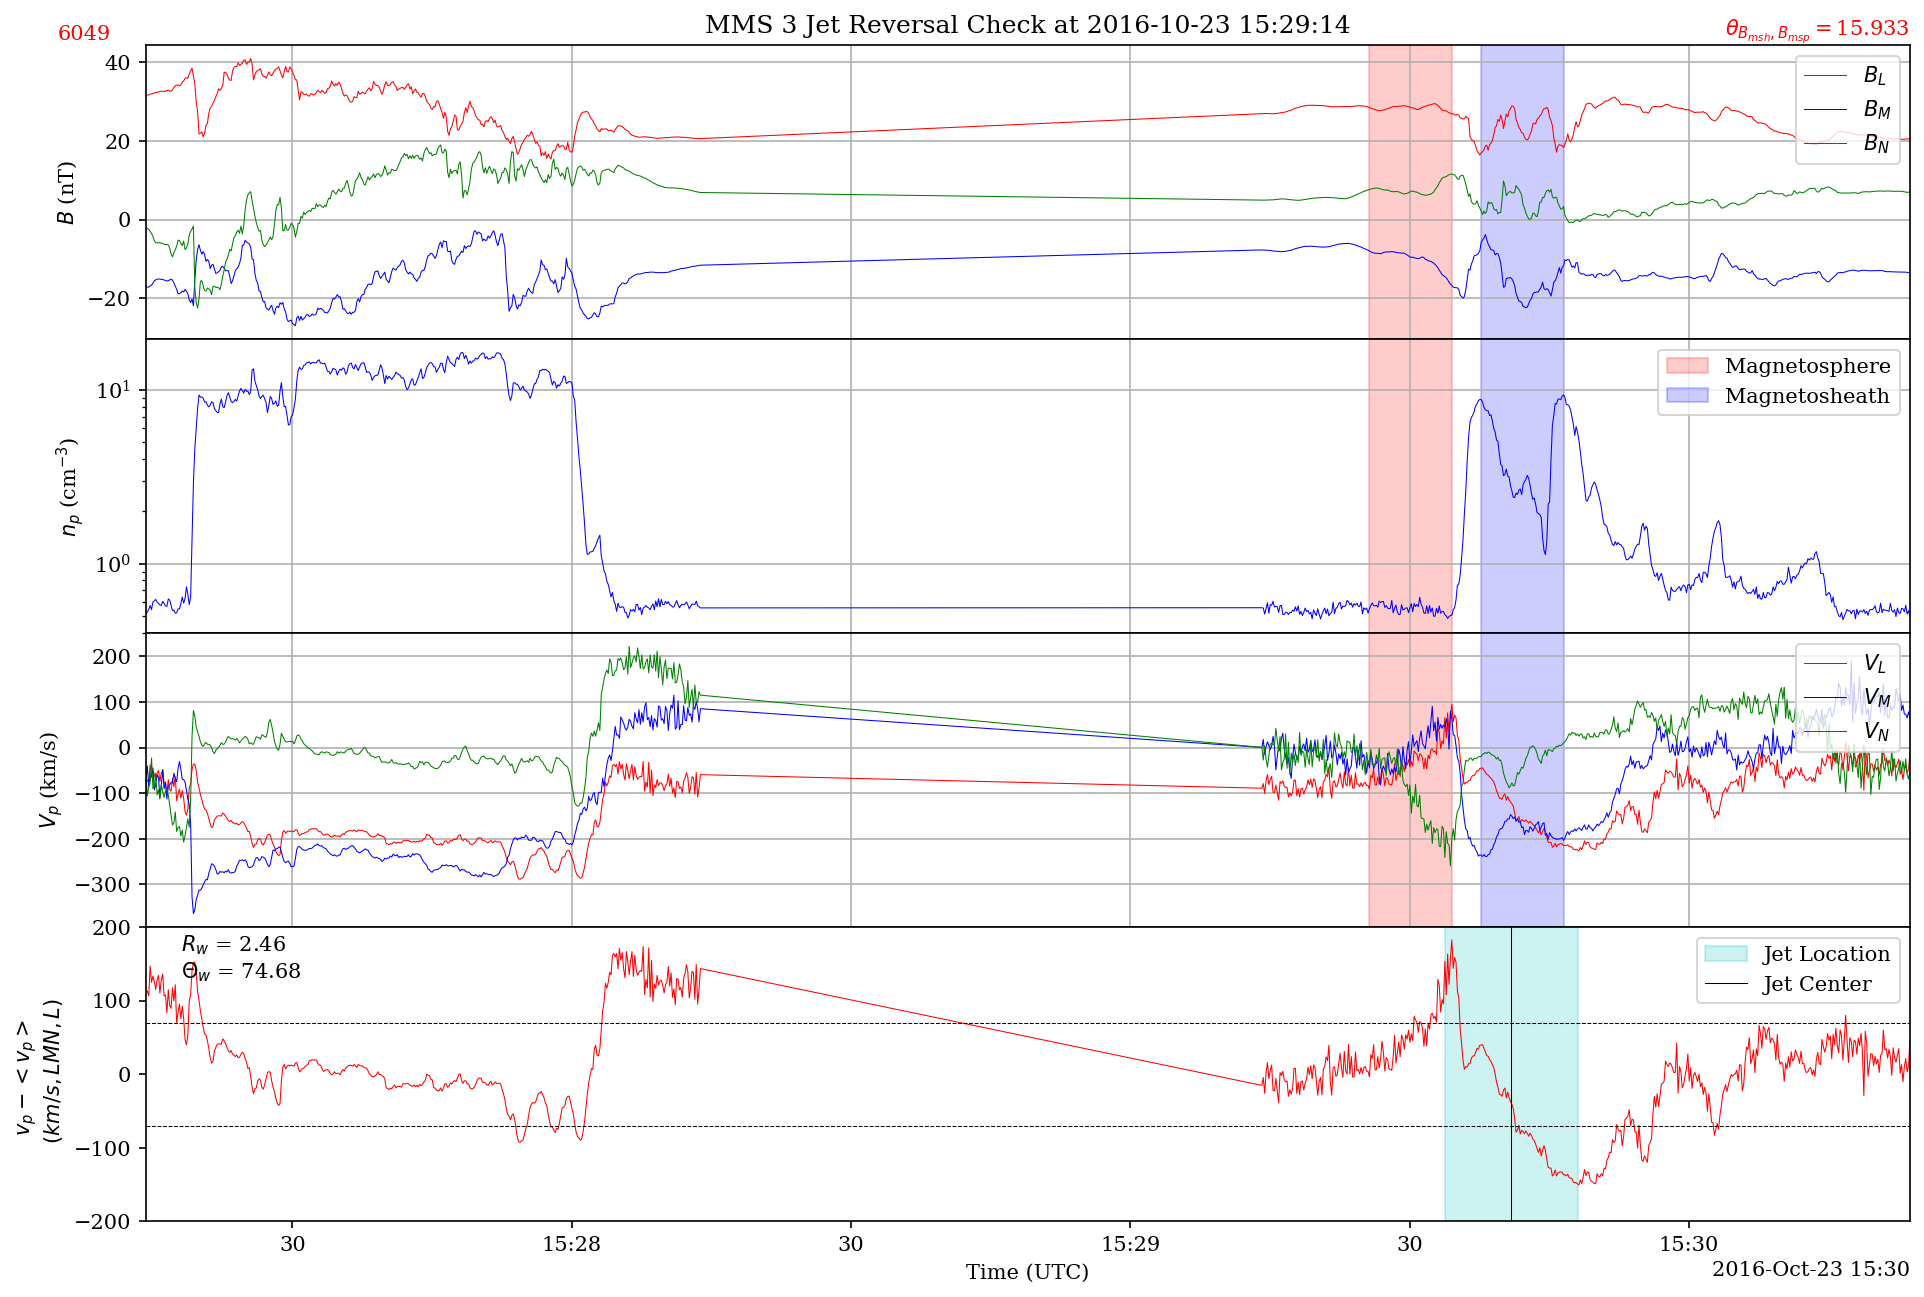 6049
MMS 3 Jet Reversal Check at 2016-10-23 15:29:14
θ_{B_{msh}, B_{msp}} = 15.933
B (nT)
40
20
0
−20
B_L
B_M
B_N
n_p (cm^{−3})
10^1
10^0
Magnetosphere
Magnetosheath
V_p (km/s)
200
100
0
−100
−200
−300
V_L
V_M
V_N
v_p − <v_p>
(km/s, LMN, L)
200
100
0
−100
−200
R_w = 2.46
Θ_w = 74.68
Jet Location
Jet Center
30
15:28
30
15:29
30
15:30
Time (UTC)
2016-Oct-23 15:30